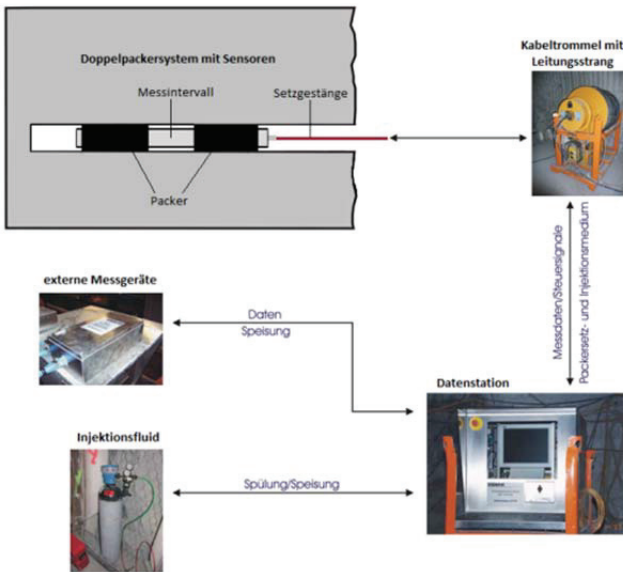 Doppelpackersystem mit Sensoren
Messintervall
Setzgestänge
Packer
Kabeltrommel mit
Leitungsstrang
Messdaten/Steuersignale
Packersetz- und Injektionsmedium
externe Messgeräte
Daten
Speisung
Datenstation
Injektionsfluid
Spülung/Speisung